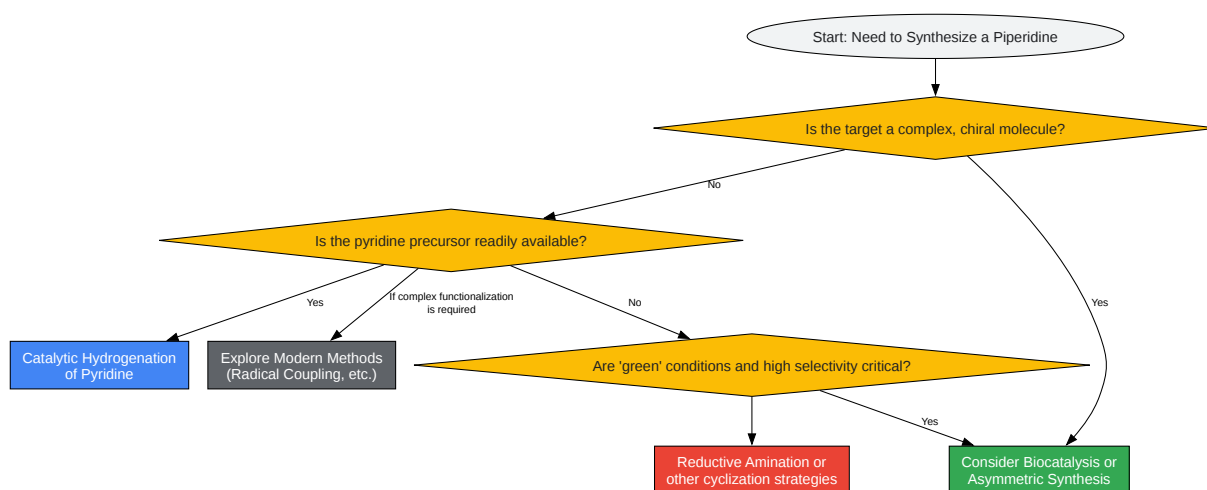 Start: Need to Synthesize a Piperidine
Is the target a complex, chiral molecule?
No
Is the pyridine precursor readily available?
Yes
If complex functionalization
is required
No
Yes
Catalytic Hydrogenation
of Pyridine
Explore Modern Methods
(Radical Coupling, etc.)
Are 'green' conditions and high selectivity critical?
Yes
Reductive Amination or
other cyclization strategies
Consider Biocatalysis or
Asymmetric Synthesis